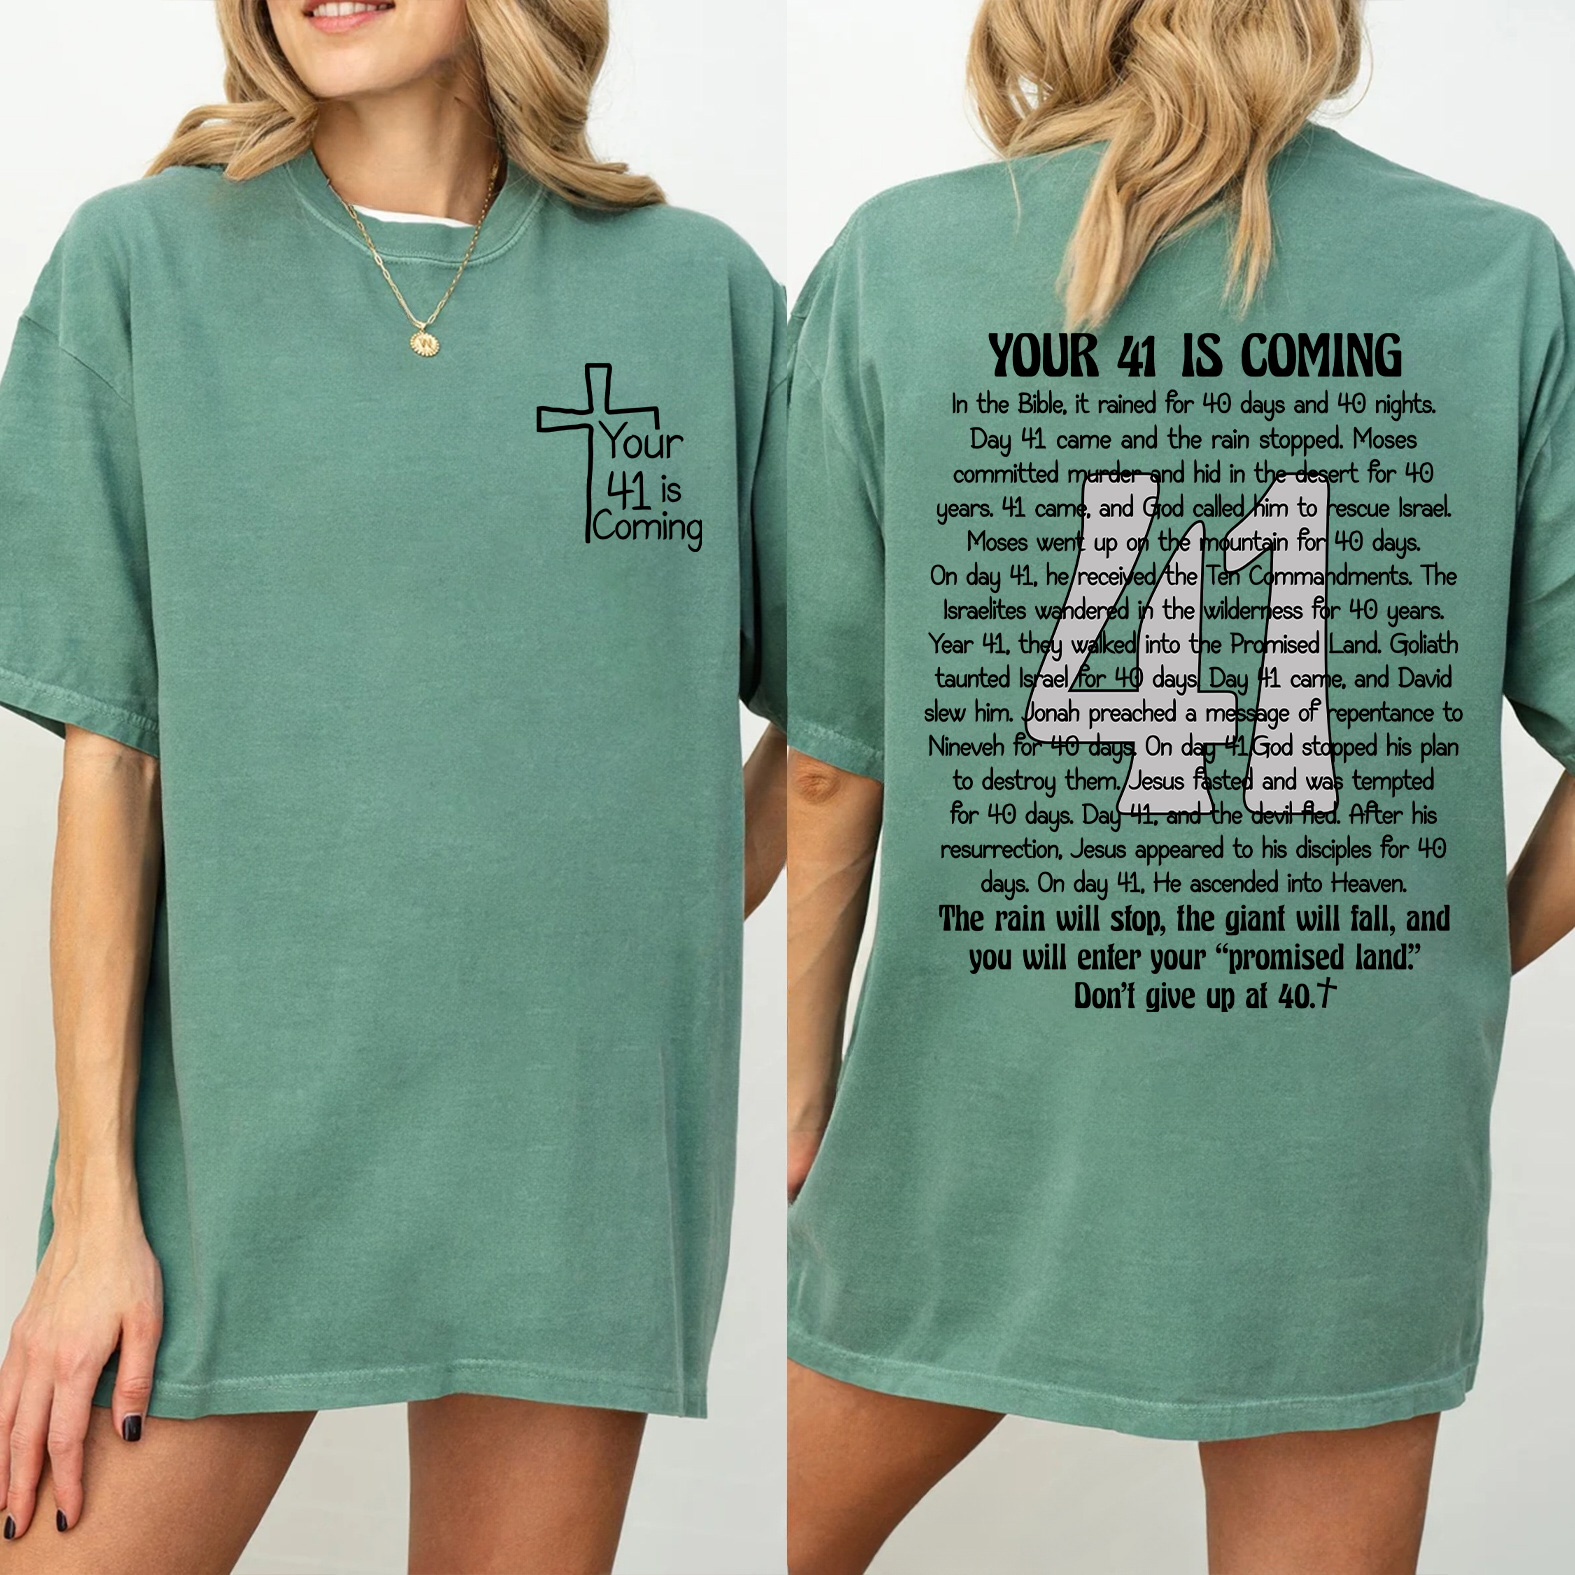 W
Your
41 is
Coming
YOUR 41 IS COMING
In the Bible, it rained for 40 days and 40 nights.
Day 41 came and the rain stopped. Moses
committed murder and hid in the desert for 40
years. 41 came, and God called him to rescue Israel.
Moses went up on the mountain for 40 days.
On day 41, he received the Ten Commandments. The
Israelites wandered in the wilderness for 40 years.
Year 41, they walked into the Promised Land. Goliath
taunted Israel for 40 days. Day 41 came, and David
slew him. Jonah preached a message of repentance to
Nineveh for 40 days. On day 41,God stopped his plan
to destroy them. Jesus fasted and was tempted
for 40 days. Day 41, and the devil fled. After his
resurrection, Jesus appeared to his disciples for 40
days. On day 41, He ascended into Heaven.
The rain will stop, the giant will fall, and
you will enter your “promised land.”
Don’t give up at 40.
41